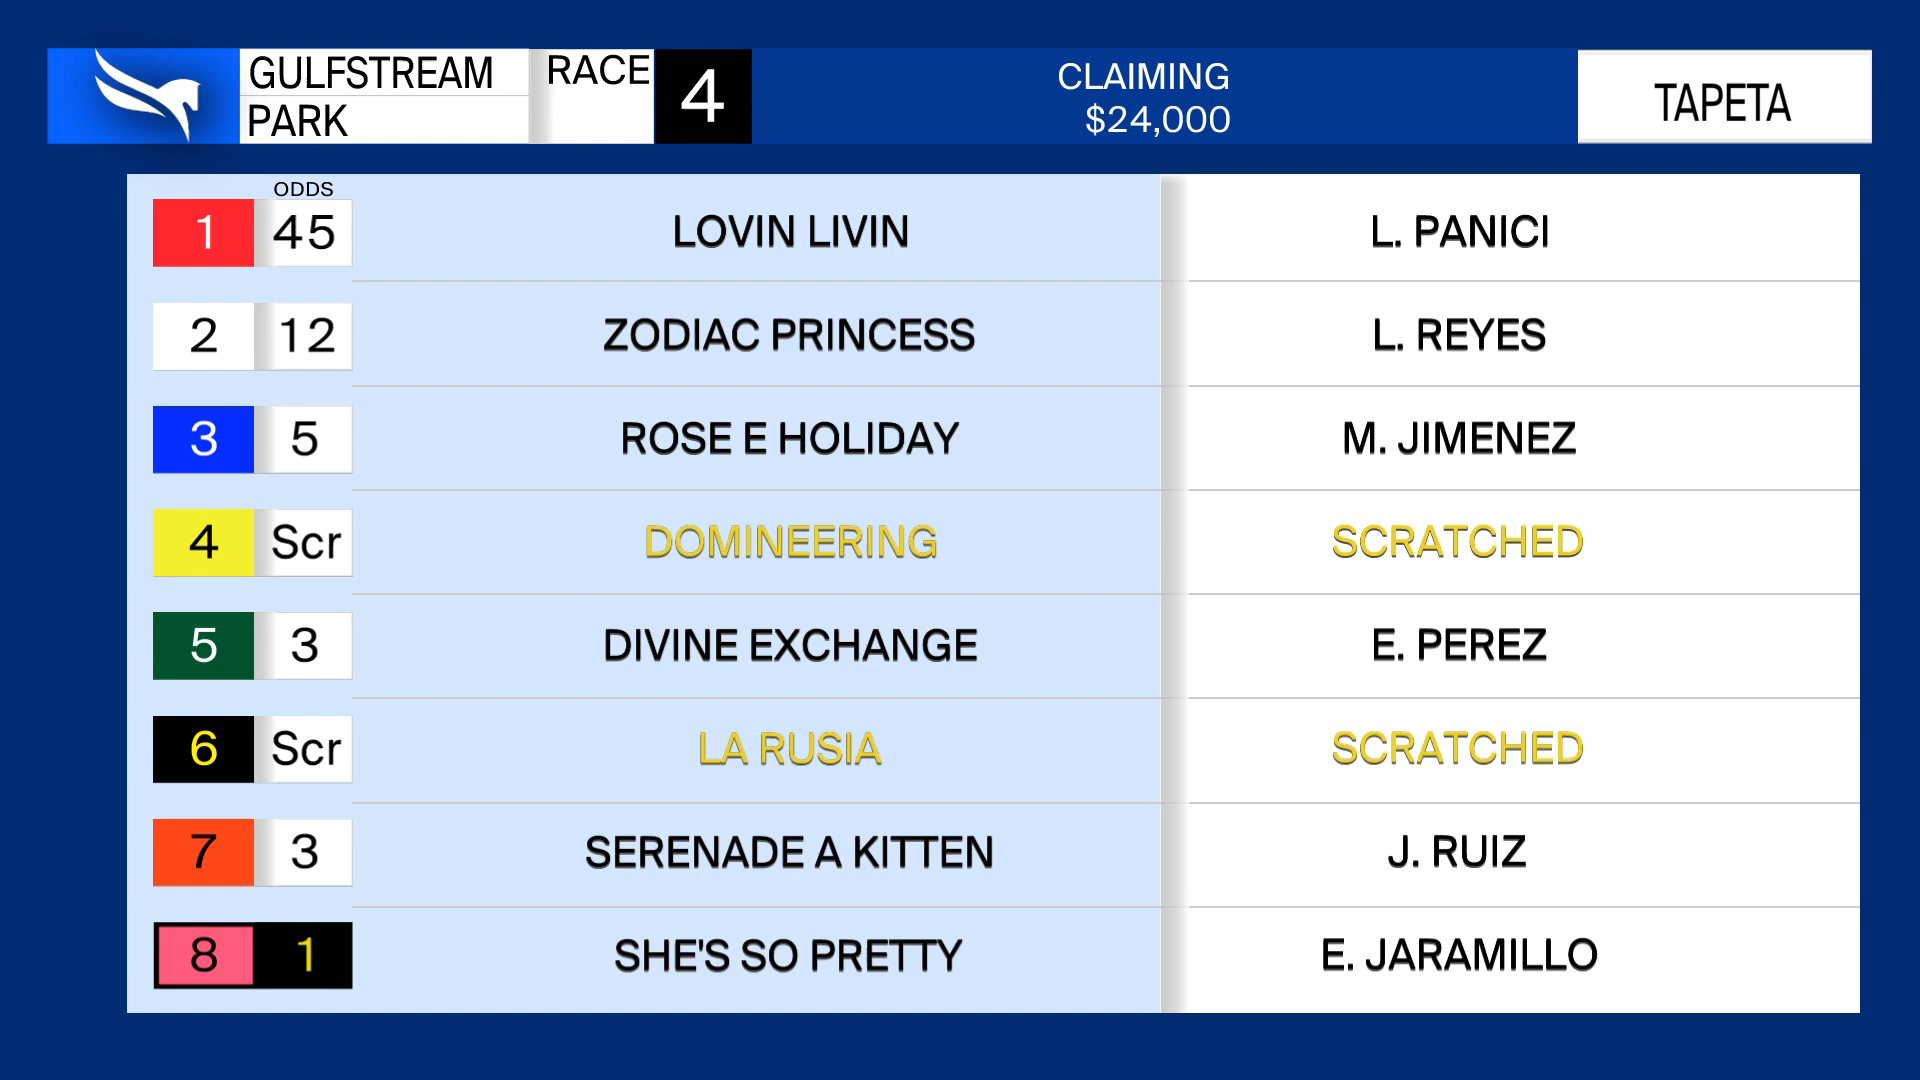 GULFSTREAM PARK RACE 4 CLAIMING $24,000 TAPETA
ODDS
1 45 LOVIN LIVIN L. PANICI
2 12 ZODIAC PRINCESS L. REYES
3 5 ROSE E HOLIDAY M. JIMENEZ
4 Scr DOMINEERING SCRATCHED
5 3 DIVINE EXCHANGE E. PEREZ
6 Scr LA RUSIA SCRATCHED
7 3 SERENADE A KITTEN J. RUIZ
8 1 SHE'S SO PRETTY E. JARAMILLO